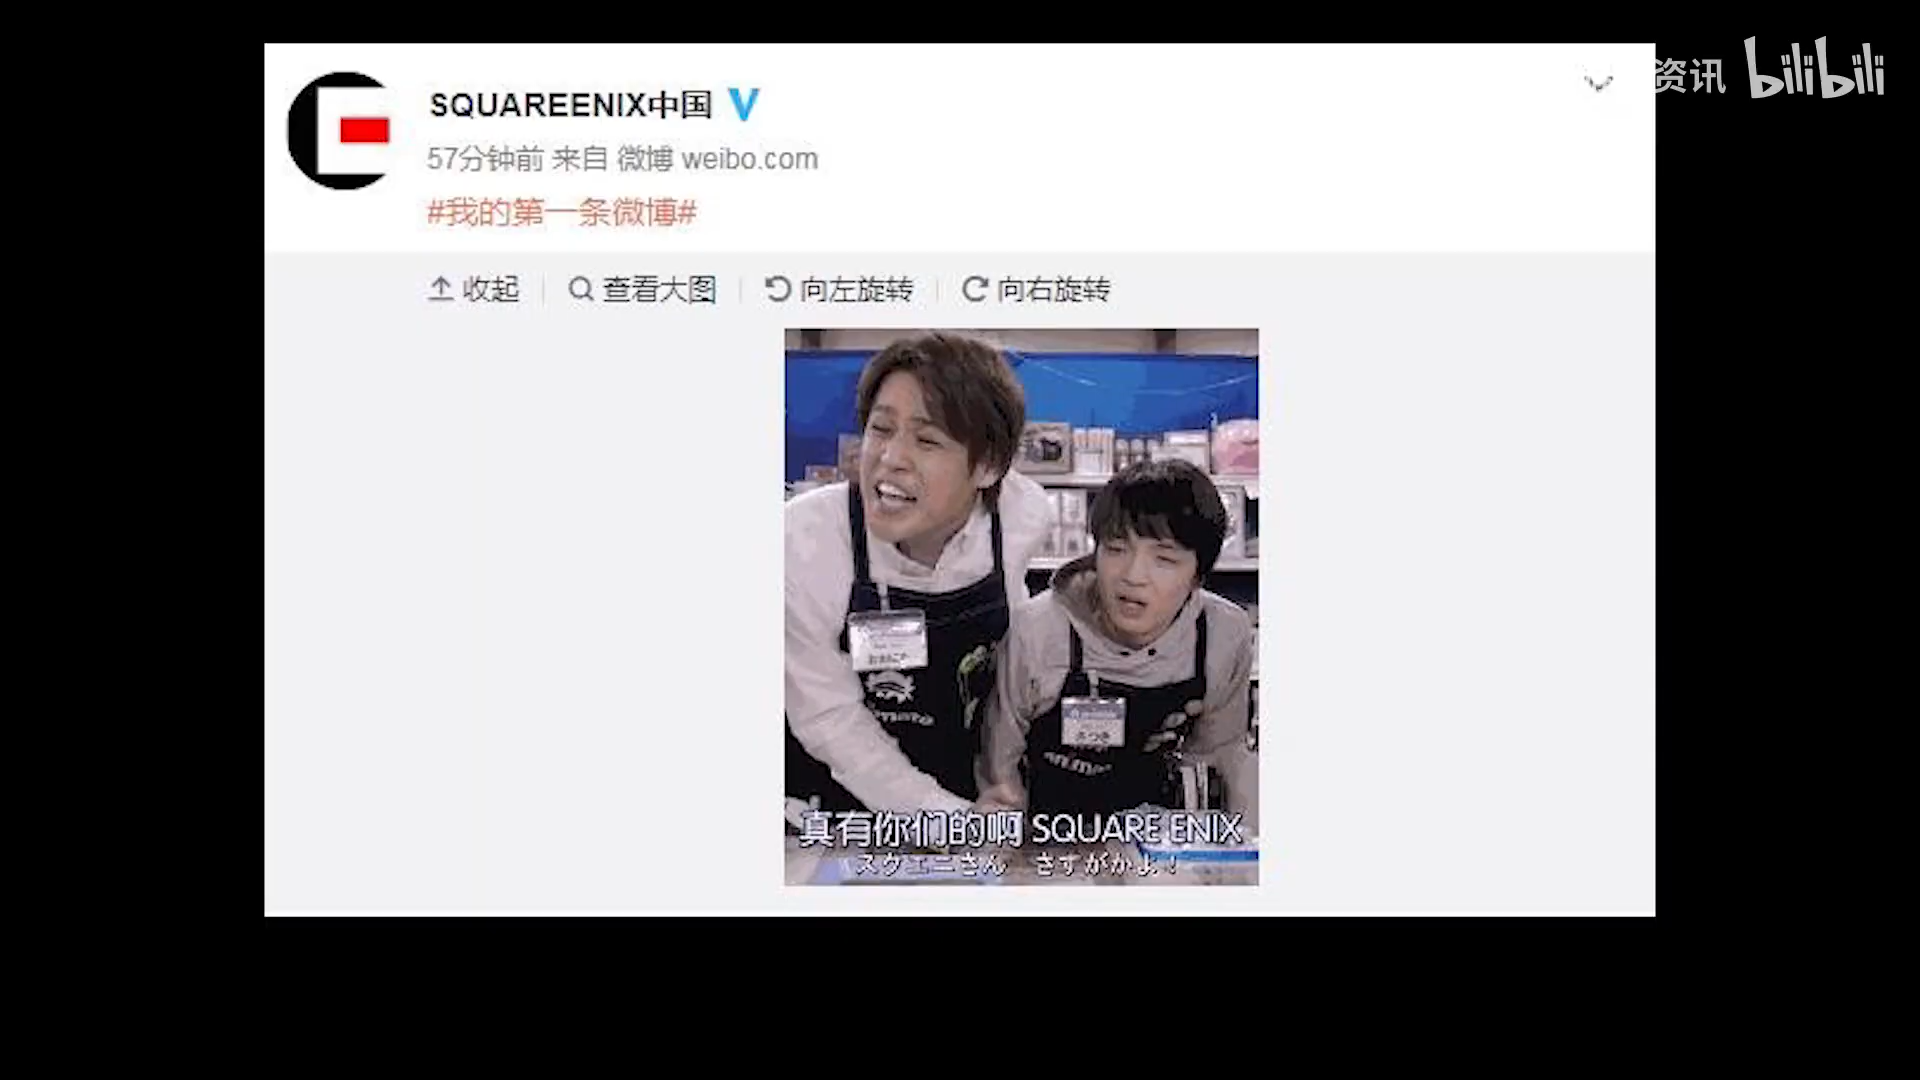 资讯 bilibili
SQUAREENIX中国
57分钟前 来自 微博 weibo.com
#我的第一条微博#
收起 查看大图 向左旋转 向右旋转
さつき
真有你们的啊 SQUARE ENIX
スクエニさん さすがかよ!